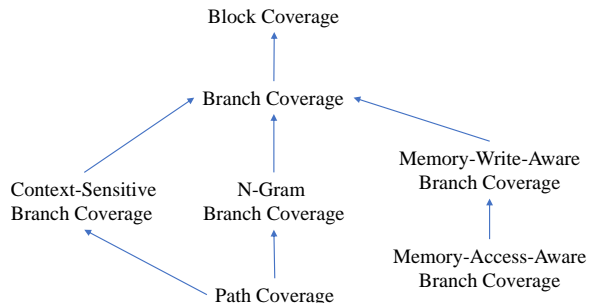 Block Coverage
Branch Coverage
Context-Sensitive
Branch Coverage
N-Gram
Branch Coverage
Memory-Write-Aware
Branch Coverage
Memory-Access-Aware
Branch Coverage
Path Coverage